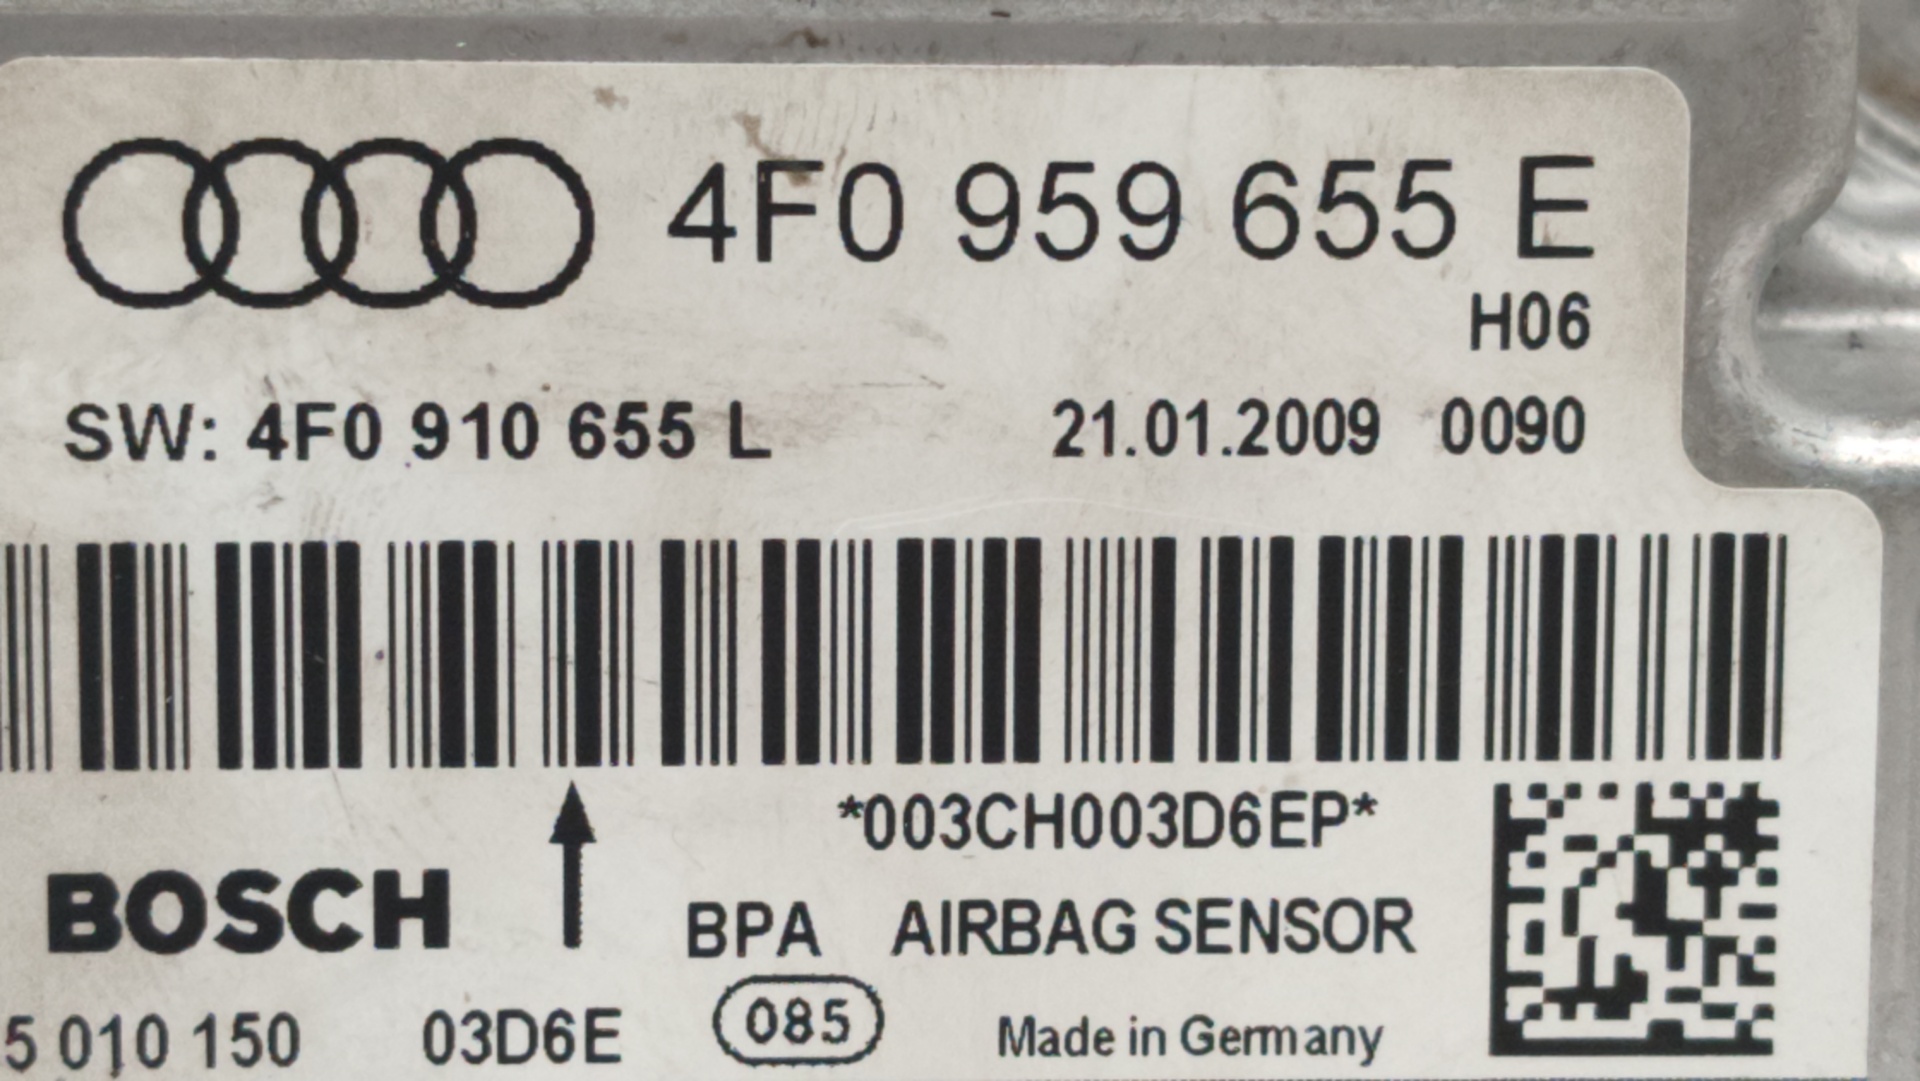 4F0 959 655 E
H06
SW: 4F0 910 655 L 21.01.2009 0090
*003CH003D6EP*
BOSCH BPA AIRBAG SENSOR
5 010 150 03D6E 085 Made in Germany